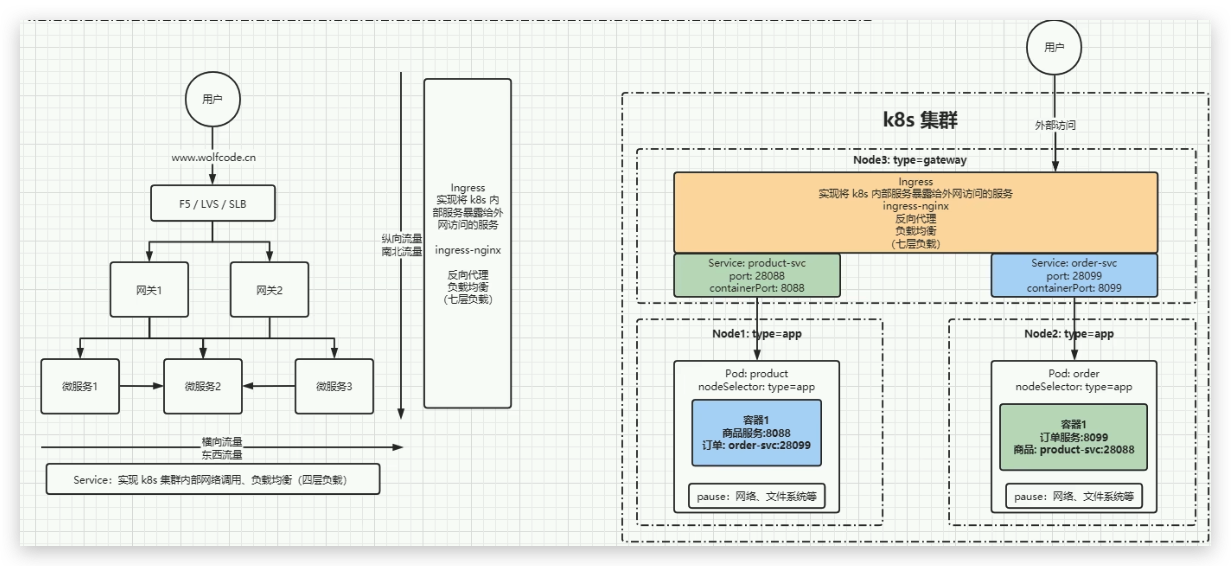 用户
www.wolfcode.cn
F5 / LVS / SLB
网关1
网关2
微服务1
微服务2
微服务3
横向流量
东西流量
Service：实现 k8s 集群内部网络调用、负载均衡（四层负载）
纵向流量
南北流量
Ingress
实现将 k8s 内
部服务暴露给外
网访问的服务
ingress-nginx
反向代理
负载均衡
（七层负载）
用户
外部访问
k8s 集群
Node3: type=gateway
Ingress
实现将 k8s 内部服务暴露给外网访问的服务
ingress-nginx
反向代理
负载均衡
（七层负载）
Service: product-svc
port: 28088
containerPort: 8088
Service: order-svc
port: 28099
containerPort: 8099
Node1: type=app
Pod: product
nodeSelector: type=app
容器1
商品服务:8088
订单: order-svc:28099
pause：网络、文件系统等
Node2: type=app
Pod: order
nodeSelector: type=app
容器1
订单服务:8099
商品: product-svc:28088
pause：网络、文件系统等